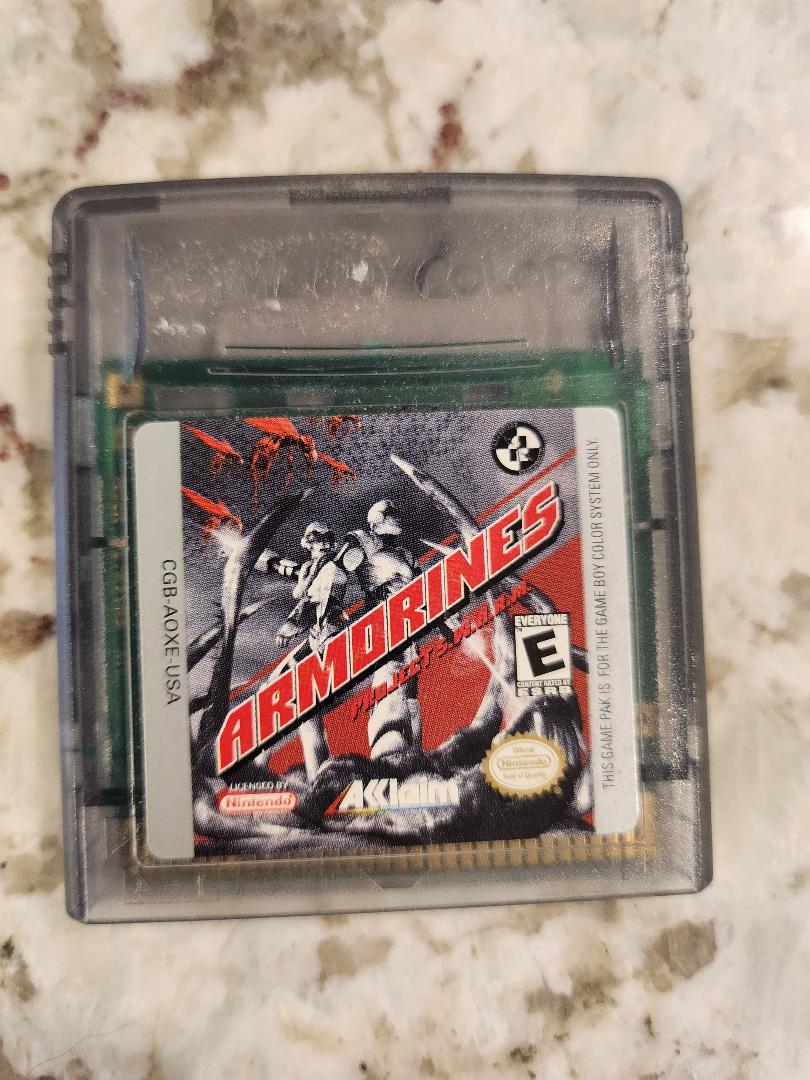 GAME BOY COLOR
CGB-AOXE-USA
ARMORINES
PROJECT S.W.A.R.M.
EVERYONE
E
CONTENT RATED BY
ESRB
LICENSED BY
Nintendo
AKKlaim
Official
Nintendo
Seal of Quality
THIS GAME PAK IS FOR THE GAME BOY COLOR SYSTEM ONLY.